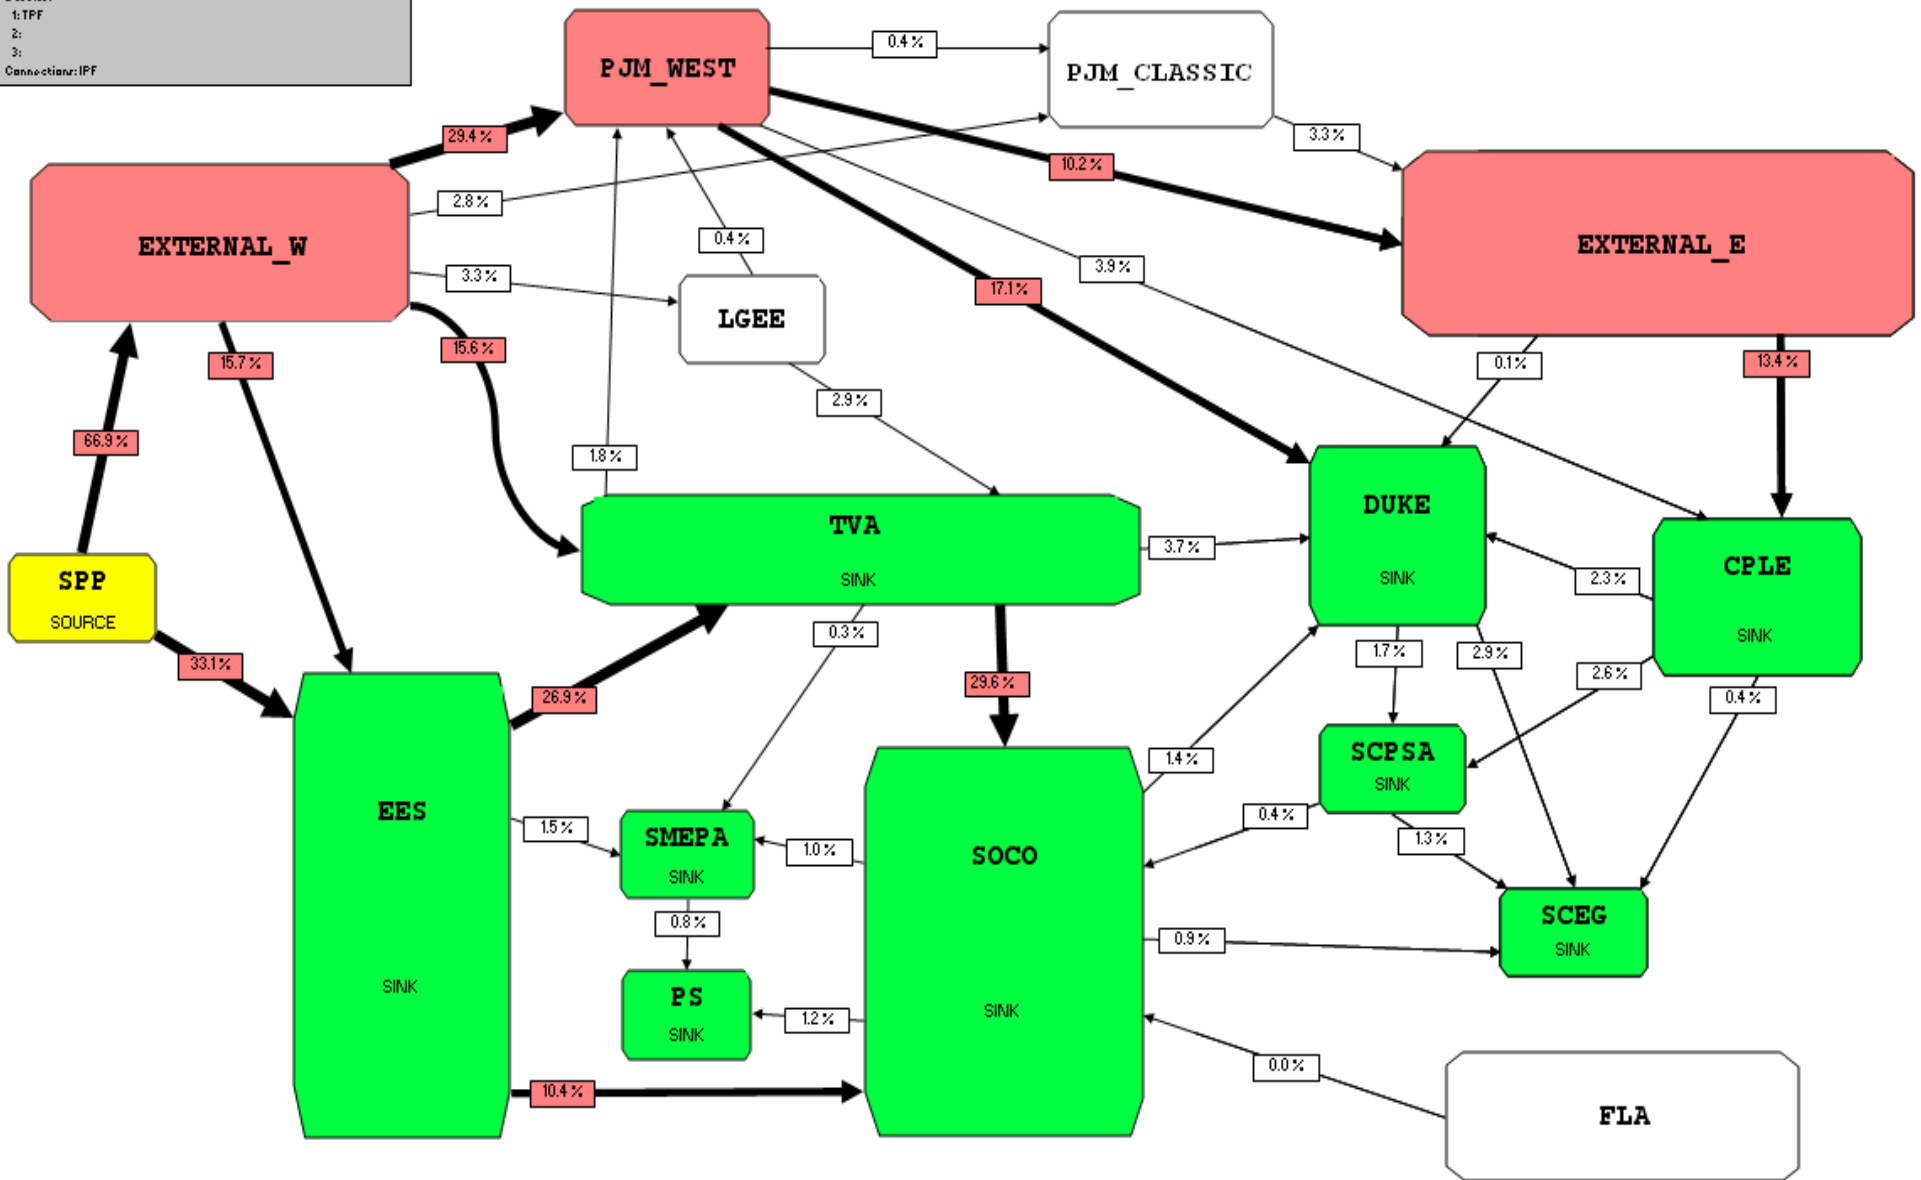 1: TPF
2:
3:
Connections: IPF
PJM_WEST
0.4%
PJM_CLASSIC
29.4%
3.3%
10.2%
2.8%
EXTERNAL_W
0.4%
EXTERNAL_E
3.9%
3.3%
17.1%
LGEE
15.7%
15.6%
0.1%
13.4%
2.9%
66.9%
1.8%
DUKE
TVA
3.7%
CPLE
SPP
SINK
SINK
2.3%
SOURCE
0.3%
SINK
33.1%
1.7%
2.9%
2.6%
26.9%
29.6%
0.4%
SCPSA
1.4%
SINK
EES
1.5%
SMEPA
1.0%
SOCO
0.4%
1.3%
SINK
0.8%
SCEG
0.9%
SINK
SINK
PS
SINK
1.2%
SINK
SINK
0.0%
10.4%
FLA